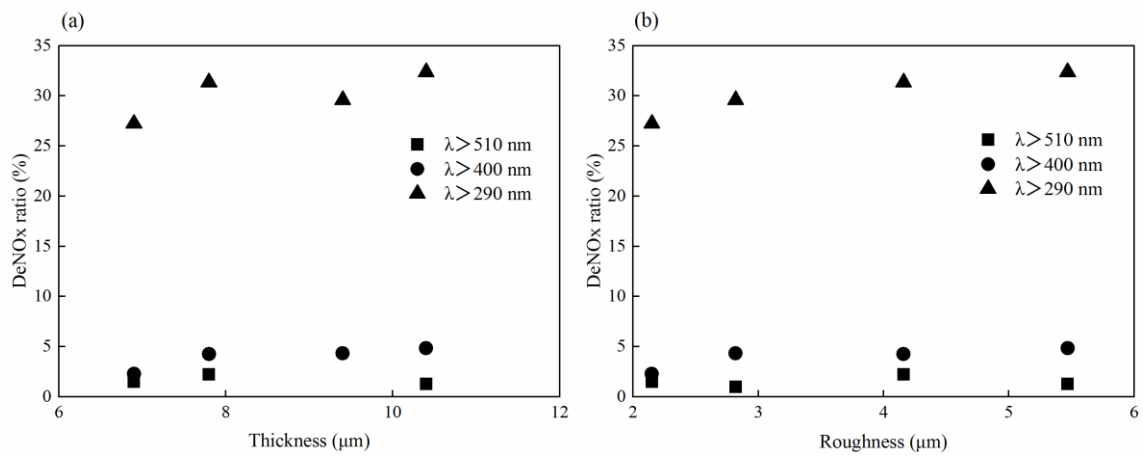 (a)
35
30
25
20
15
10
5
0
DeNOx ratio (%)
λ＞510 nm
λ＞400 nm
λ＞290 nm
6 8 10 12
Thickness (μm)
(b)
35
30
25
20
15
10
5
0
DeNOx ratio (%)
λ＞510 nm
λ＞400 nm
λ＞290 nm
2 3 4 5 6
Roughness (μm)